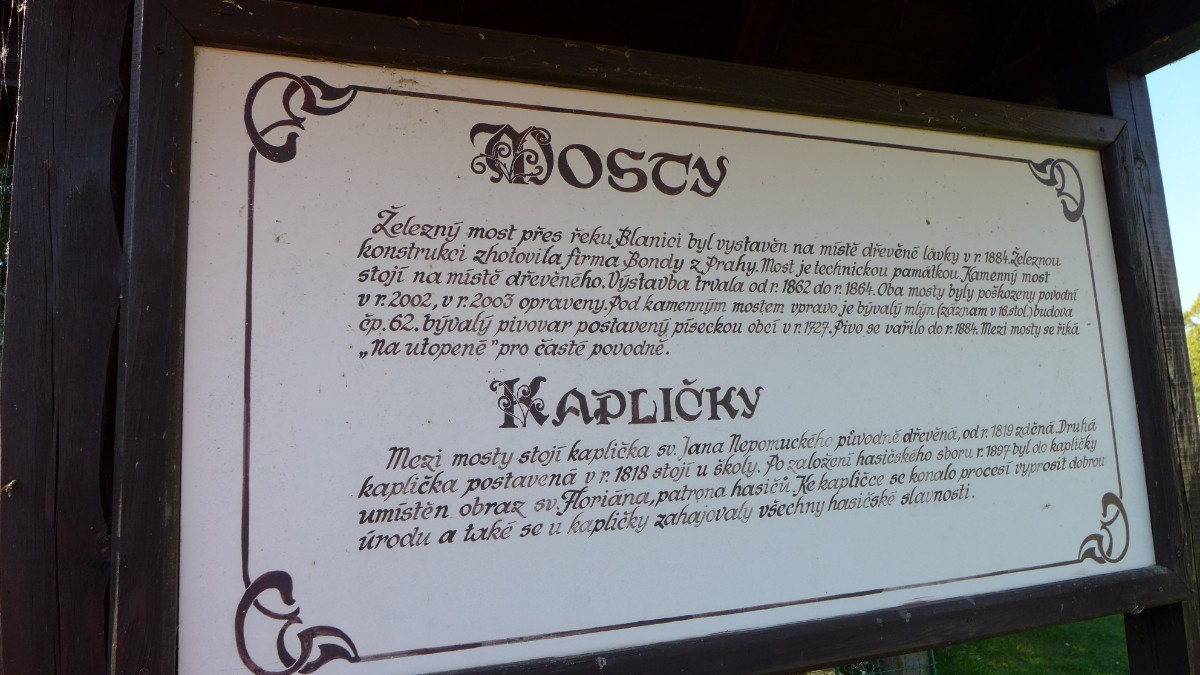 Mosty
Železný most přes řeku Blanici byl vystavěn na místě dřevěné lávky v r. 1884. Železnou
konstrukci zhotovila firma Bondy z Prahy. Most je technickou památkou. Kamenný most
stojí na místě dřevěného. Výstavba trvala od r. 1862 do r. 1864. Oba mosty byly poškozeny povodní
v r. 2002, v r. 2003 opraveny. Pod kamenným mostem vpravo je bývalý mlýn (záznam v 16. stol.) budova
čp. 62. bývalý pivovar postavený píseckou obcí v r. 1727. Pivo se vařilo do r. 1884. Mezi mosty se říká
„Na utopené" pro časté povodně.
Kapličky
Mezi mosty stojí kaplička sv. Jana Nepomuckého původně dřevěná, od r. 1819 zděná. Druhá
kaplička postavená v r. 1818 stojí u školy. Po založení hasičského sboru r. 1897 byl do kapličky
umístěn obraz sv. Floriána, patrona hasičů. Ke kapličce se konalo procesí vyprosit dobrou
úrodu a také se u kapličky zahajovaly všechny hasičské slavnosti.